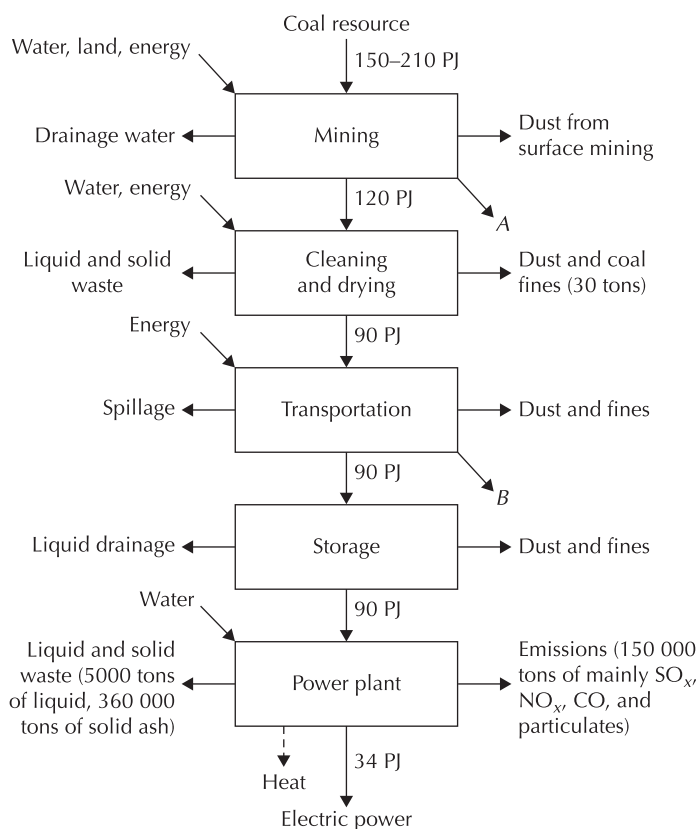 Coal resource
Water, land, energy
150–210 PJ
Drainage water
Mining
Dust from
surface mining
Water, energy
120 PJ
A
Liquid and solid
waste
Cleaning
and drying
Dust and coal
fines (30 tons)
Energy
90 PJ
Spillage
Transportation
Dust and fines
90 PJ
B
Liquid drainage
Storage
Dust and fines
Water
90 PJ
Liquid and solid
waste (5000 tons
of liquid, 360 000
tons of solid ash)
Power plant
Emissions (150 000
tons of mainly SOₓ,
NOₓ, CO, and
particulates)
34 PJ
Heat
Electric power